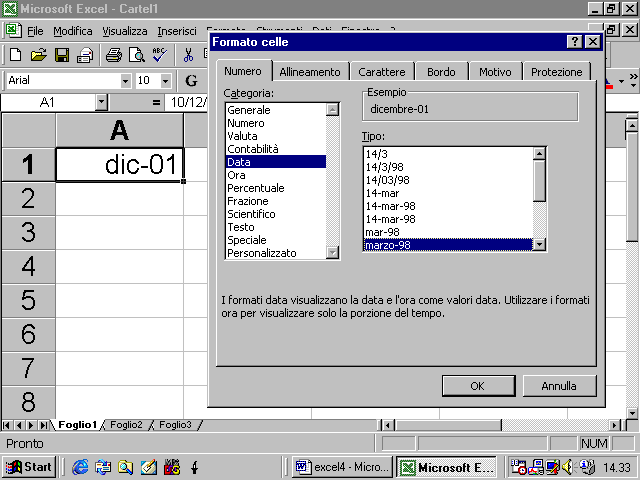 Microsoft Excel - Cartel1
File Modifica Visualizza
Formato celle
Arial 10 G
A1 = 10/12/
Numero Allineamento Carattere Bordo Motivo Protezione
Categoria:
Generale
Numero
Valuta
Contabilità
Data
Ora
Percentuale
Frazione
Scientifico
Testo
Speciale
Personalizzato
Esempio
dicembre-01
Tipo:
14/3
14/3/98
14/03/98
14-mar
14-mar-98
14-mar-98
mar-98
marzo-98
I formati data visualizzano la data e l'ora come valori data. Utilizzare i formati
ora per visualizzare solo la porzione del tempo.
OK Annulla
A
1 dic-01
2
3
4
5
6
7
8
Foglio1 Foglio2 Foglio3
Pronto NUM
Start excel4 - Micro... Microsoft E... 14.33